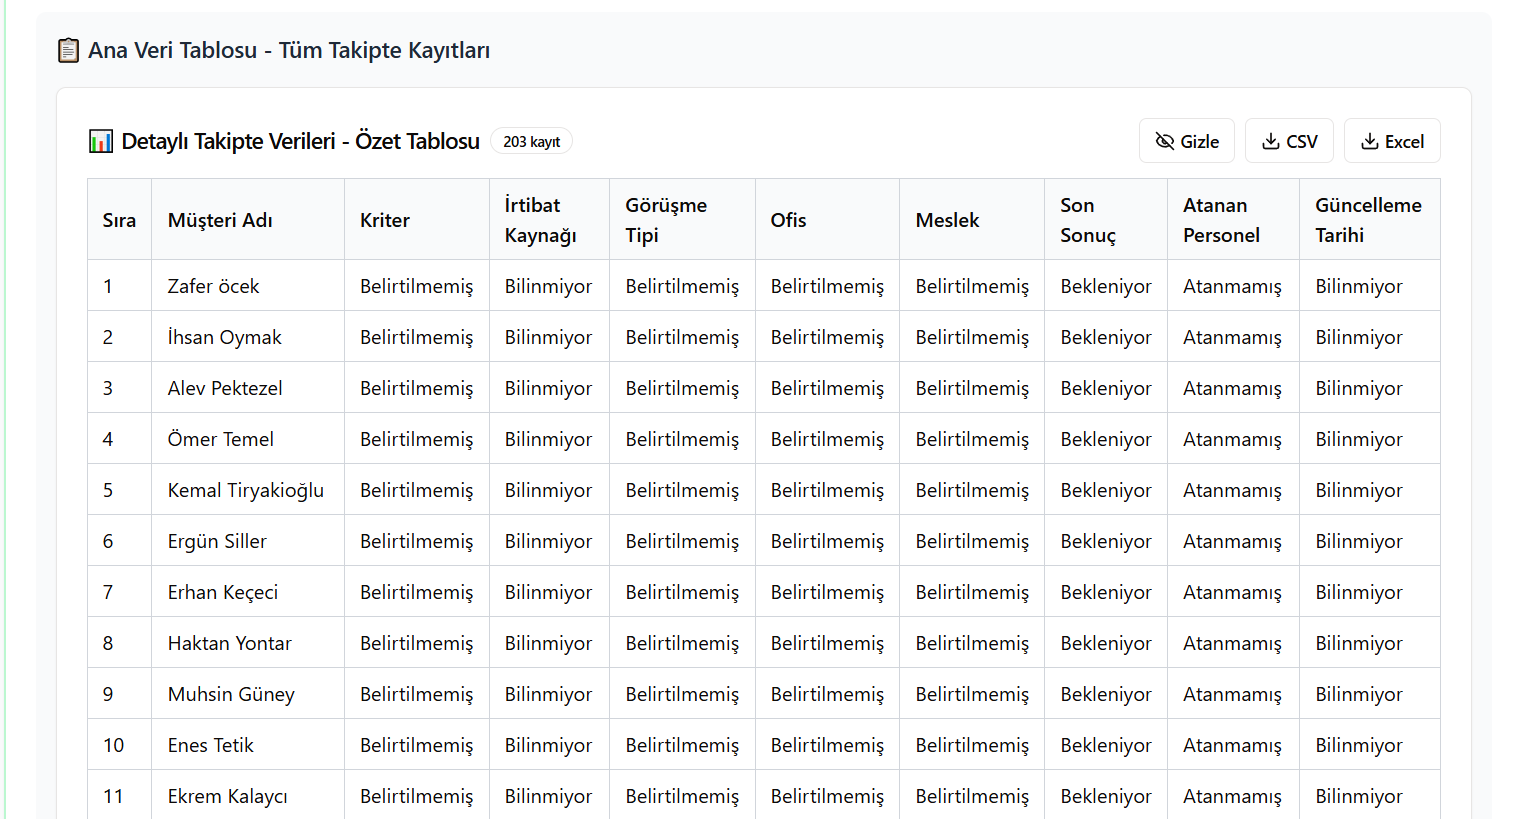 Ana Veri Tablosu - Tüm Takipte Kayıtları
Detaylı Takipte Verileri - Özet Tablosu 203 kayıt Gizle CSV Excel
Sıra Müşteri Adı Kriter İrtibat Kaynağı Görüşme Tipi Ofis Meslek Son Sonuç Atanan Personel Güncelleme Tarihi
1 Zafer öcek Belirtilmemiş Bilinmiyor Belirtilmemiş Belirtilmemiş Belirtilmemiş Bekleniyor Atanmamış Bilinmiyor
2 İhsan Oymak Belirtilmemiş Bilinmiyor Belirtilmemiş Belirtilmemiş Belirtilmemiş Bekleniyor Atanmamış Bilinmiyor
3 Alev Pektezel Belirtilmemiş Bilinmiyor Belirtilmemiş Belirtilmemiş Belirtilmemiş Bekleniyor Atanmamış Bilinmiyor
4 Ömer Temel Belirtilmemiş Bilinmiyor Belirtilmemiş Belirtilmemiş Belirtilmemiş Bekleniyor Atanmamış Bilinmiyor
5 Kemal Tiryakioğlu Belirtilmemiş Bilinmiyor Belirtilmemiş Belirtilmemiş Belirtilmemiş Bekleniyor Atanmamış Bilinmiyor
6 Ergün Siller Belirtilmemiş Bilinmiyor Belirtilmemiş Belirtilmemiş Belirtilmemiş Bekleniyor Atanmamış Bilinmiyor
7 Erhan Keçeci Belirtilmemiş Bilinmiyor Belirtilmemiş Belirtilmemiş Belirtilmemiş Bekleniyor Atanmamış Bilinmiyor
8 Haktan Yontar Belirtilmemiş Bilinmiyor Belirtilmemiş Belirtilmemiş Belirtilmemiş Bekleniyor Atanmamış Bilinmiyor
9 Muhsin Güney Belirtilmemiş Bilinmiyor Belirtilmemiş Belirtilmemiş Belirtilmemiş Bekleniyor Atanmamış Bilinmiyor
10 Enes Tetik Belirtilmemiş Bilinmiyor Belirtilmemiş Belirtilmemiş Belirtilmemiş Bekleniyor Atanmamış Bilinmiyor
11 Ekrem Kalaycı Belirtilmemiş Bilinmiyor Belirtilmemiş Belirtilmemiş Belirtilmemiş Bekleniyor Atanmamış Bilinmiyor